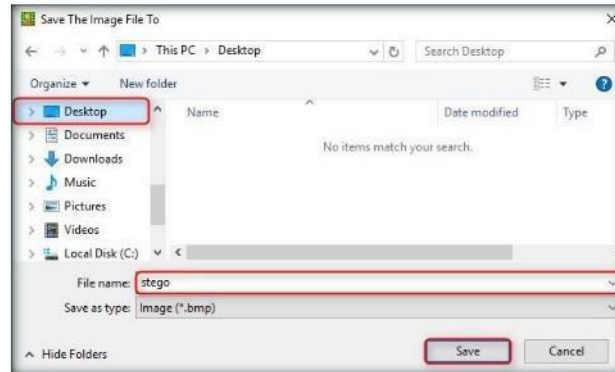 Save The Image File To
This PC > Desktop
Search Desktop
Organize
New folder
Name
Date modified
Type
Desktop
Documents
Downloads
Music
Pictures
Videos
Local Disk (C:)
No items match your search.
File name: stego
Save as type: Image (*.bmp)
Hide Folders
Save
Cancel